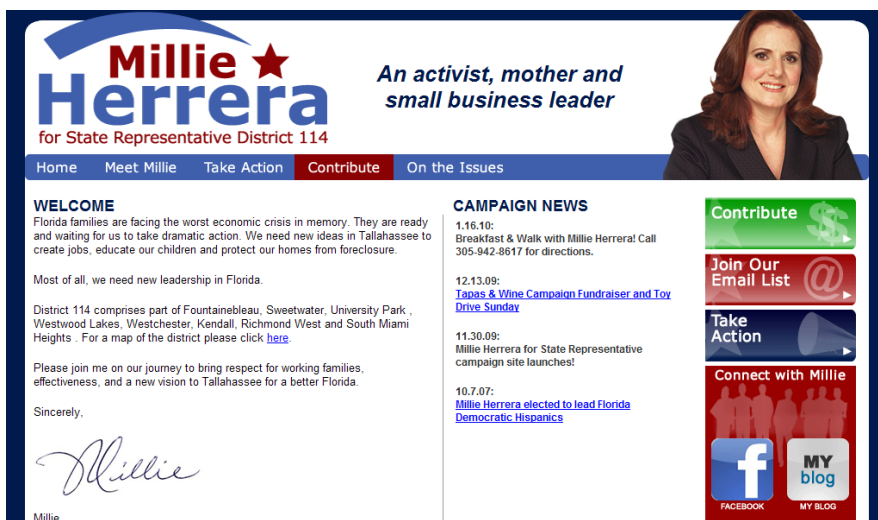 Millie
Herrera
for State Representative District 114
An activist, mother and
small business leader
Home Meet Millie Take Action Contribute On the Issues
WELCOME
Florida families are facing the worst economic crisis in memory. They are ready
and waiting for us to take dramatic action. We need new ideas in Tallahassee to
create jobs, educate our children and protect our homes from foreclosure.
Most of all, we need new leadership in Florida.
District 114 comprises part of Fountainebleau, Sweetwater, University Park ,
Westwood Lakes, Westchester, Kendall, Richmond West and South Miami
Heights . For a map of the district please click here.
Please join me on our journey to bring respect for working families,
effectiveness, and a new vision to Tallahassee for a better Florida.
Sincerely,
Millie
Millie
CAMPAIGN NEWS
1.16.10:
Breakfast & Walk with Millie Herrera! Call
305-942-8617 for directions.
12.13.09:
Tapas & Wine Campaign Fundraiser and Toy
Drive Sunday
11.30.09:
Millie Herrera for State Representative
campaign site launches!
10.7.07:
Millie Herrera elected to lead Florida
Democratic Hispanics
Contribute $
Join Our
Email List @
Take
Action
Connect with Millie
f
MY
blog
FACEBOOK MY BLOG